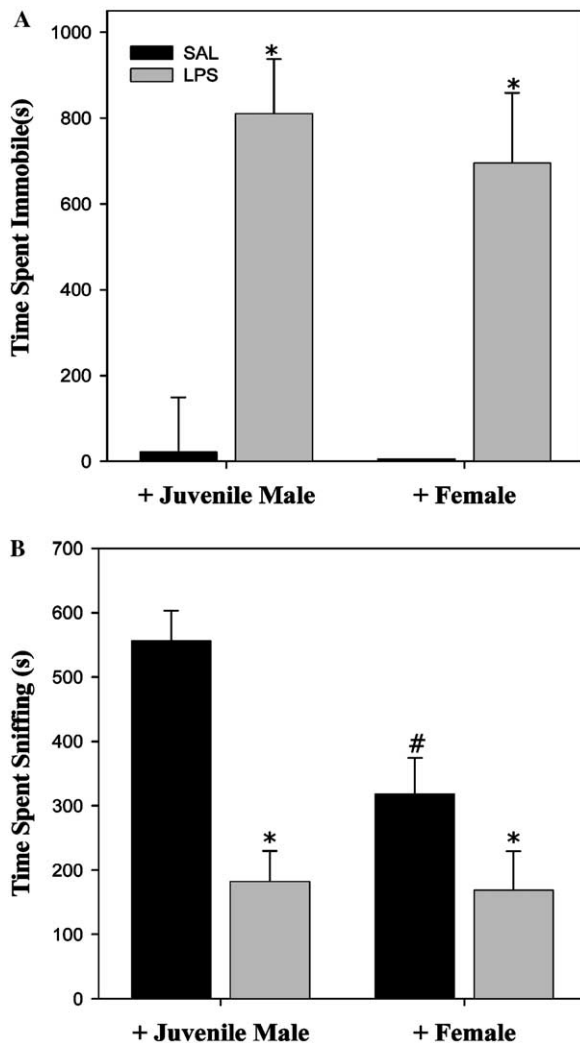 A
Time Spent Immobile(s)
1000
800
600
400
200
0
SAL
LPS
*
*
+ Juvenile Male
+ Female
B
Time Spent Sniffing (s)
700
600
500
400
300
200
100
0
*
#
*
+ Juvenile Male
+ Female